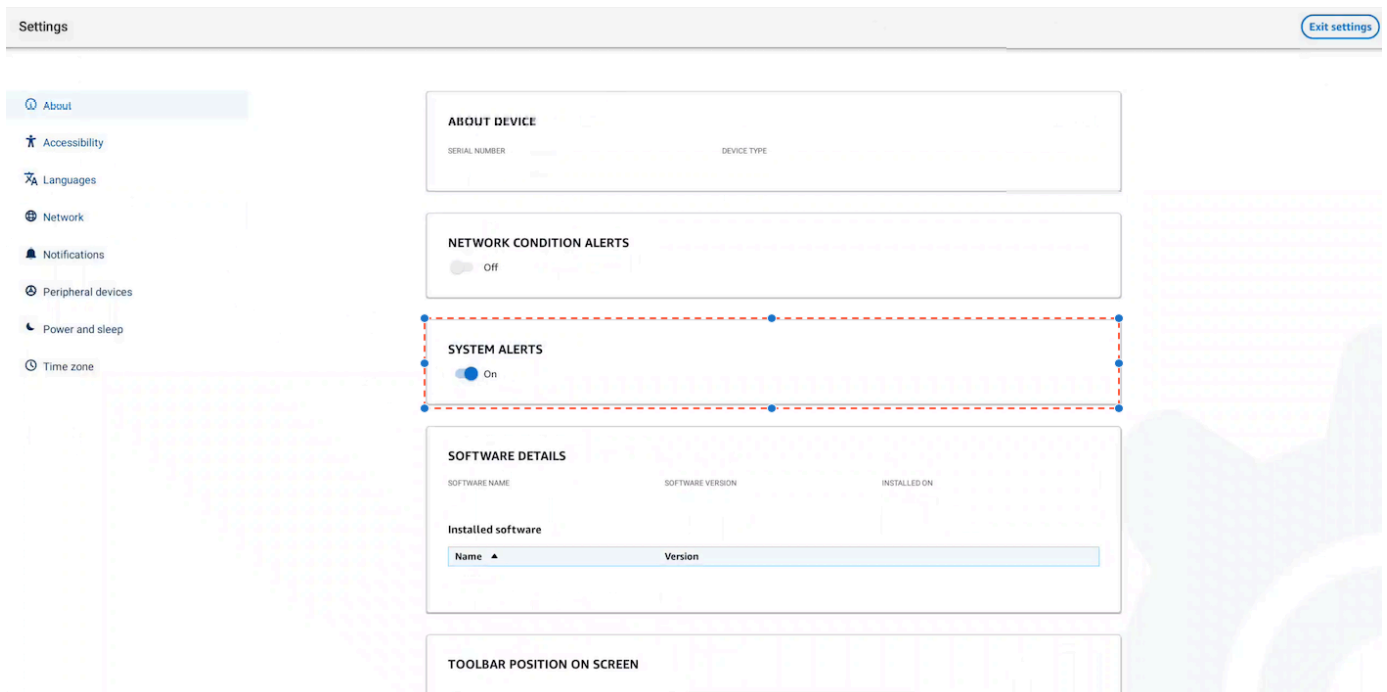 Settings
Exit settings
About
Accessibility
Languages
Network
Notifications
Peripheral devices
Power and sleep
Time zone
ABOUT DEVICE
SERIAL NUMBER DEVICE TYPE
NETWORK CONDITION ALERTS
Off
SYSTEM ALERTS
On
SOFTWARE DETAILS
SOFTWARE NAME SOFTWARE VERSION INSTALLED ON
Installed software
Name Version
TOOLBAR POSITION ON SCREEN